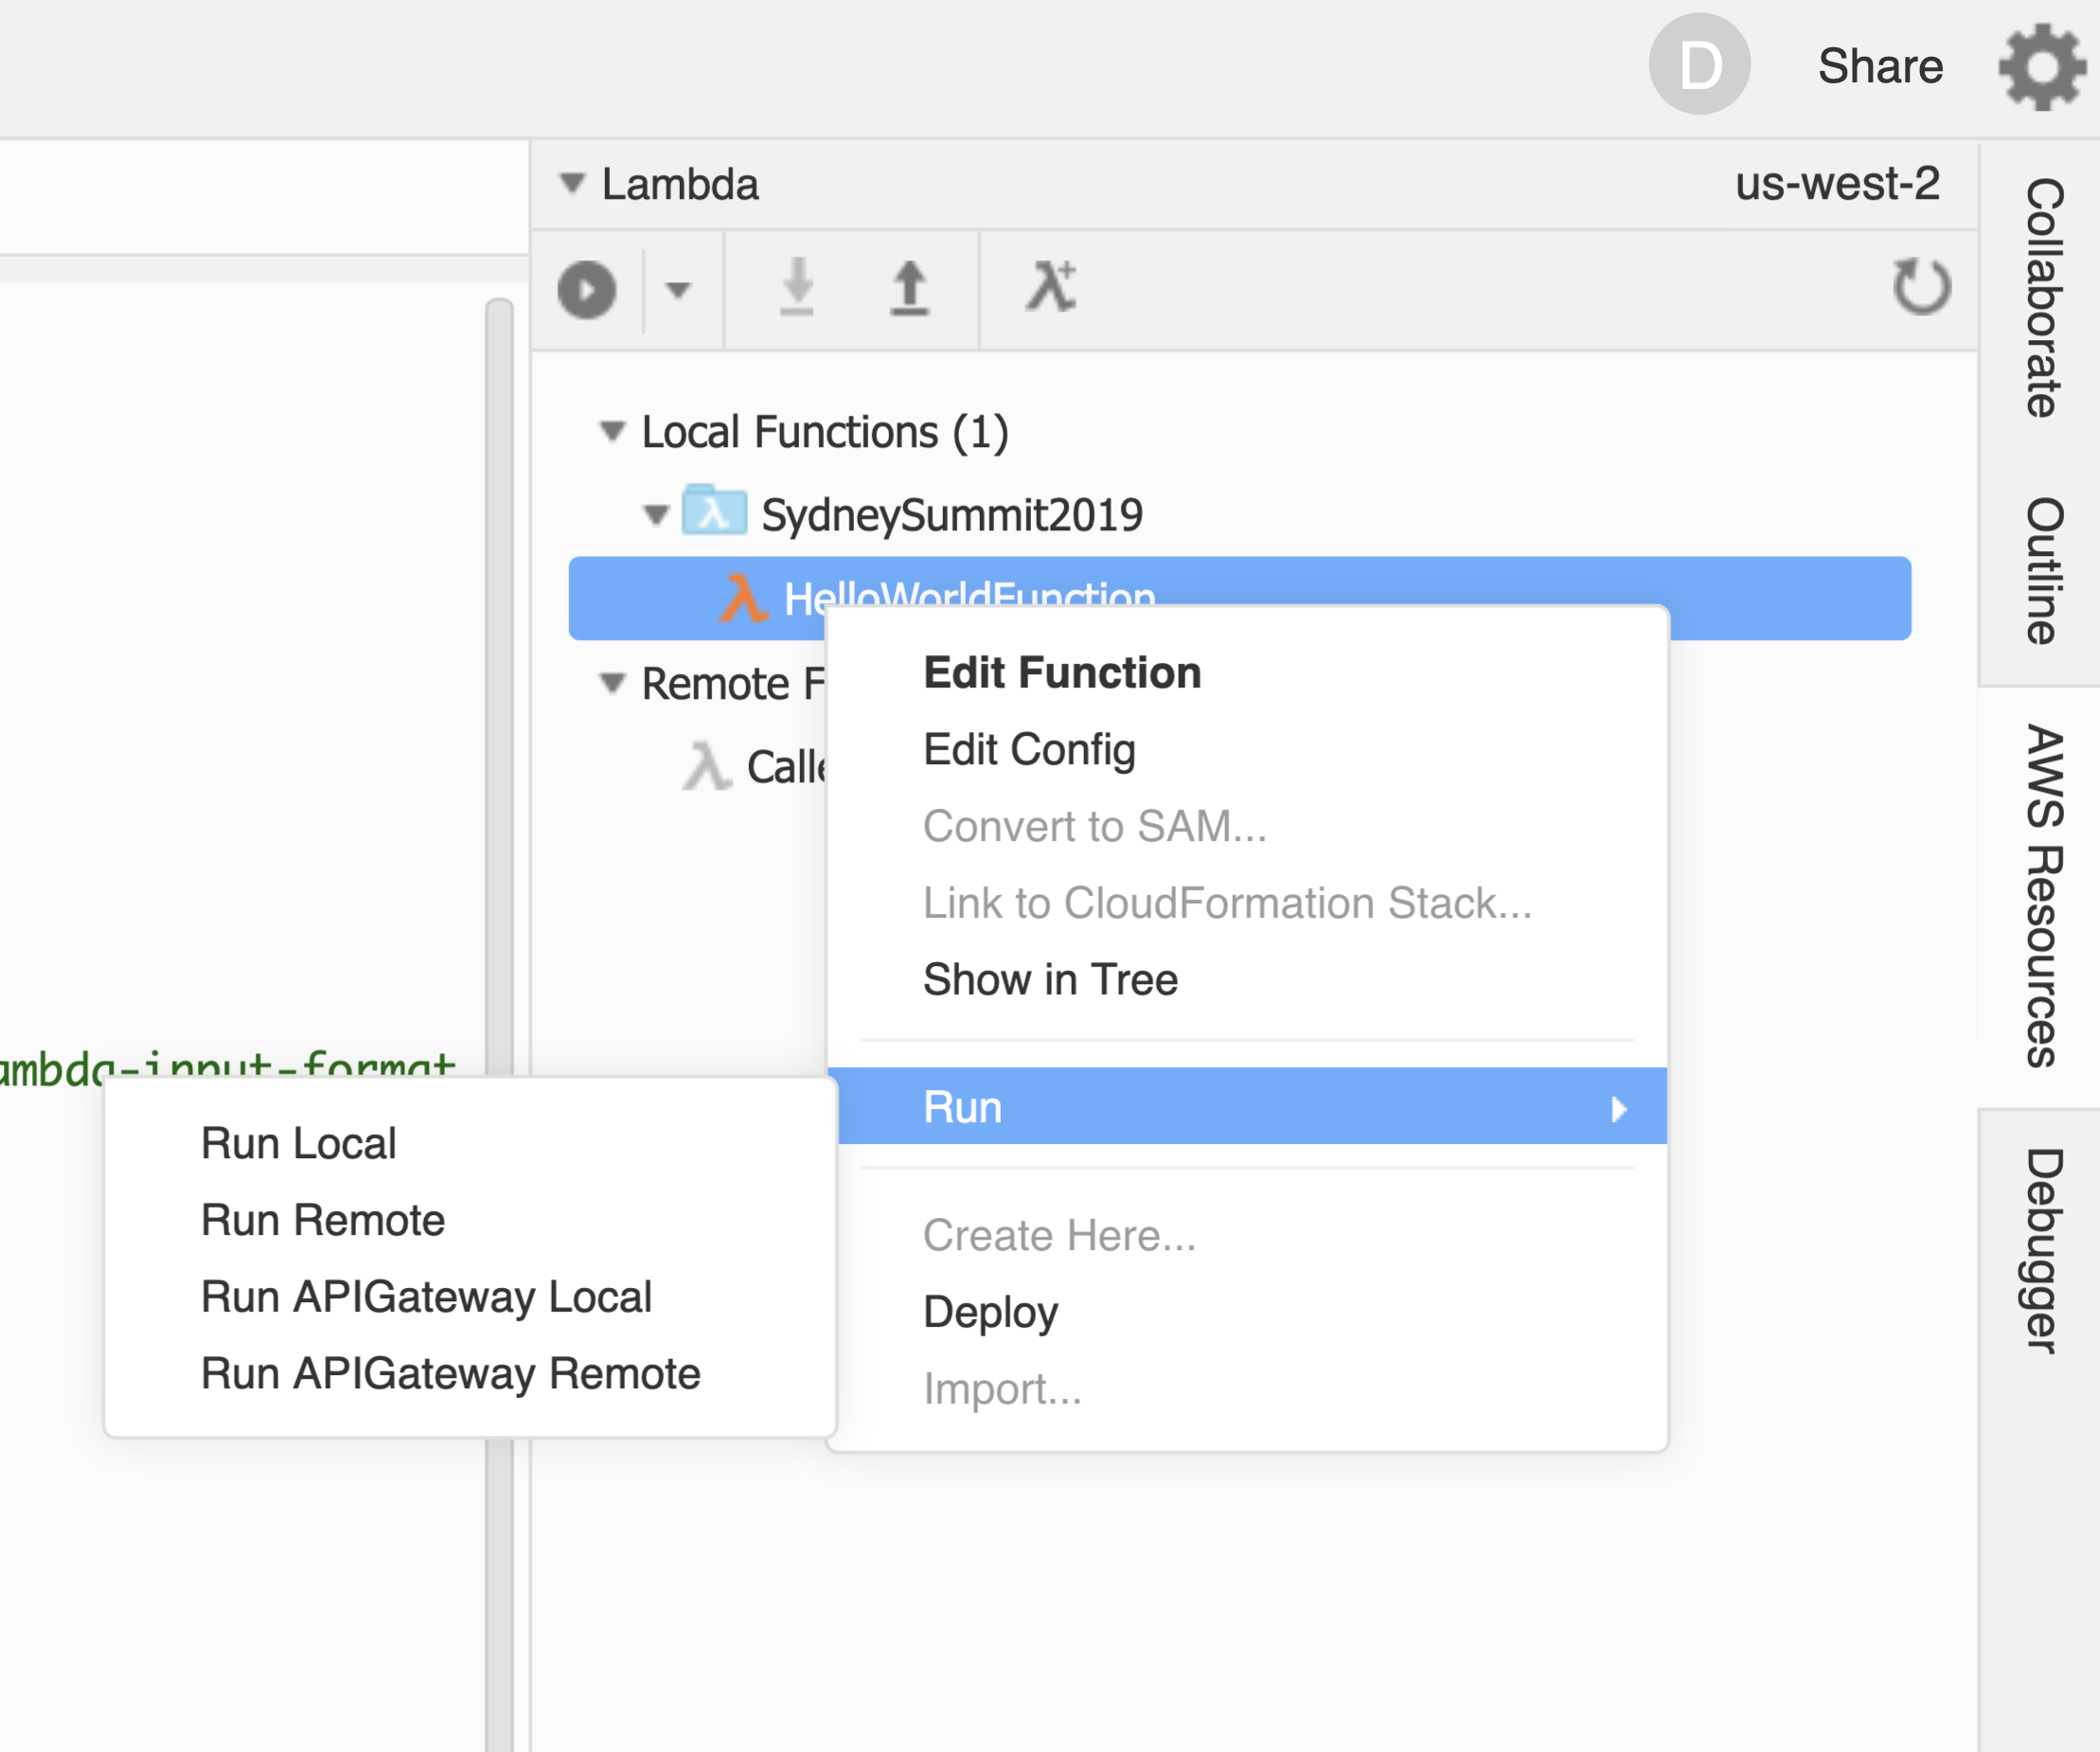 D
Share
Lambda
us-west-2
Local Functions (1)
SydneySummit2019
HelloWorldFunction
Remote
Edit Function
Edit Config
Convert to SAM...
Link to CloudFormation Stack...
Show in Tree
Run
Create Here...
Deploy
Import...
ambda-input-format
Run Local
Run Remote
Run APIGateway Local
Run APIGateway Remote
Collaborate
Outline
AWS Resources
Debugger